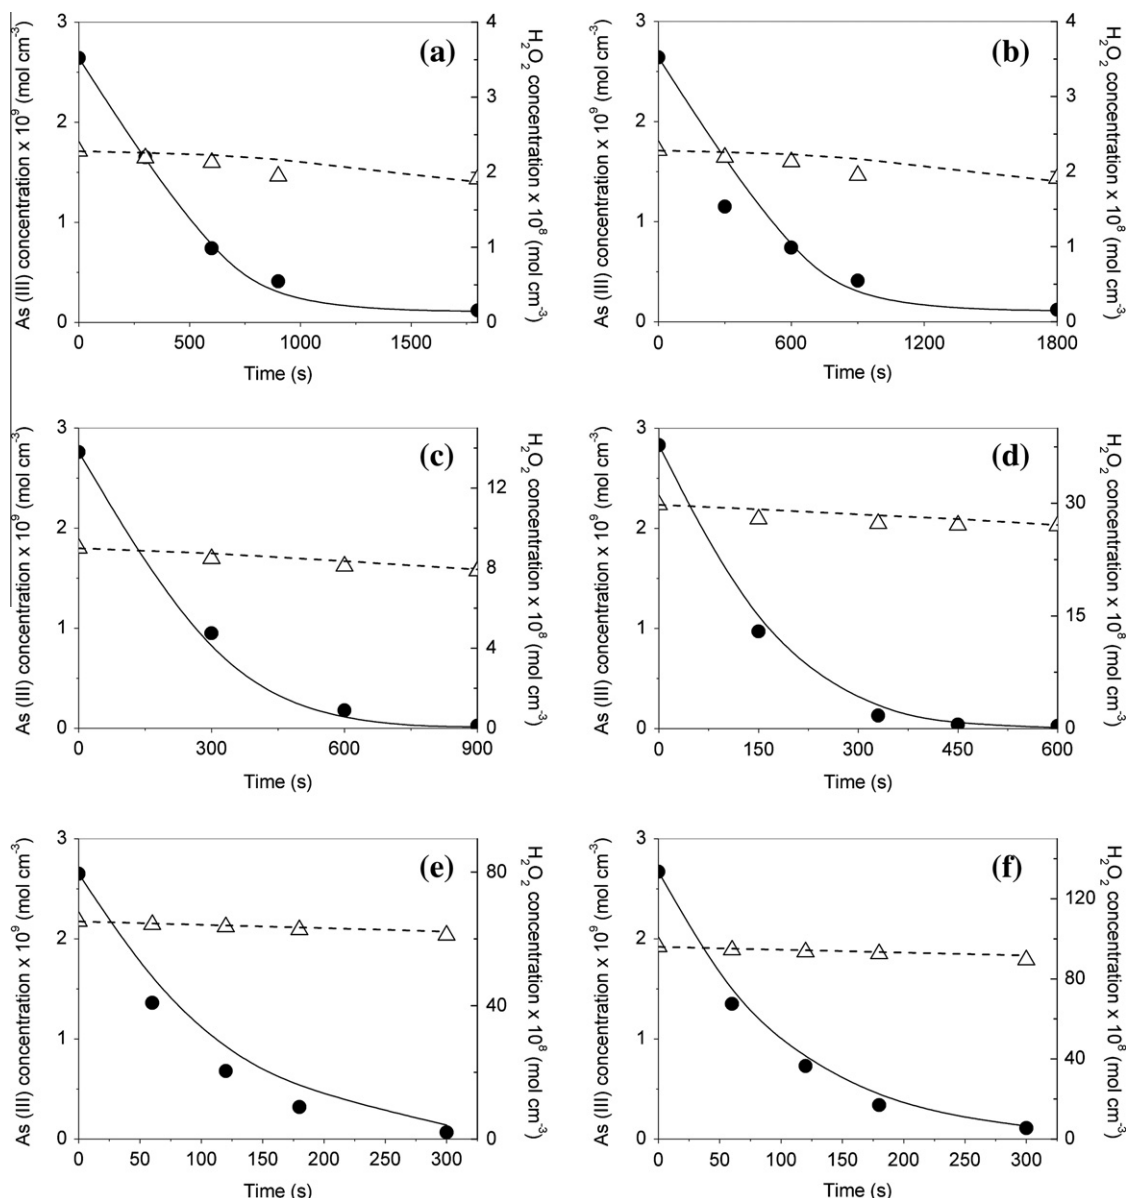 (a)
As (III) concentration x 10⁹ (mol cm⁻³)
3
2
1
0
H₂O₂ concentration x 10⁸ (mol cm⁻³)
4
3
2
1
0
0 500 1000 1500
Time (s)
(b)
As (III) concentration x 10⁹ (mol cm⁻³)
3
2
1
0
H₂O₂ concentration x 10⁸ (mol cm⁻³)
4
3
2
1
0
0 600 1200 1800
Time (s)
(c)
As (III) concentration x 10⁹ (mol cm⁻³)
3
2
1
0
H₂O₂ concentration x 10⁸ (mol cm⁻³)
12
8
4
0
0 300 600 900
Time (s)
(d)
As (III) concentration x 10⁹ (mol cm⁻³)
3
2
1
0
H₂O₂ concentration x 10⁸ (mol cm⁻³)
30
15
0
0 150 300 450 600
Time (s)
(e)
As (III) concentration x 10⁹ (mol cm⁻³)
3
2
1
0
H₂O₂ concentration x 10⁸ (mol cm⁻³)
80
40
0
0 50 100 150 200 250 300
Time (s)
(f)
As (III) concentration x 10⁹ (mol cm⁻³)
3
2
1
0
H₂O₂ concentration x 10⁸ (mol cm⁻³)
120
80
40
0
0 50 100 150 200 250 300
Time (s)